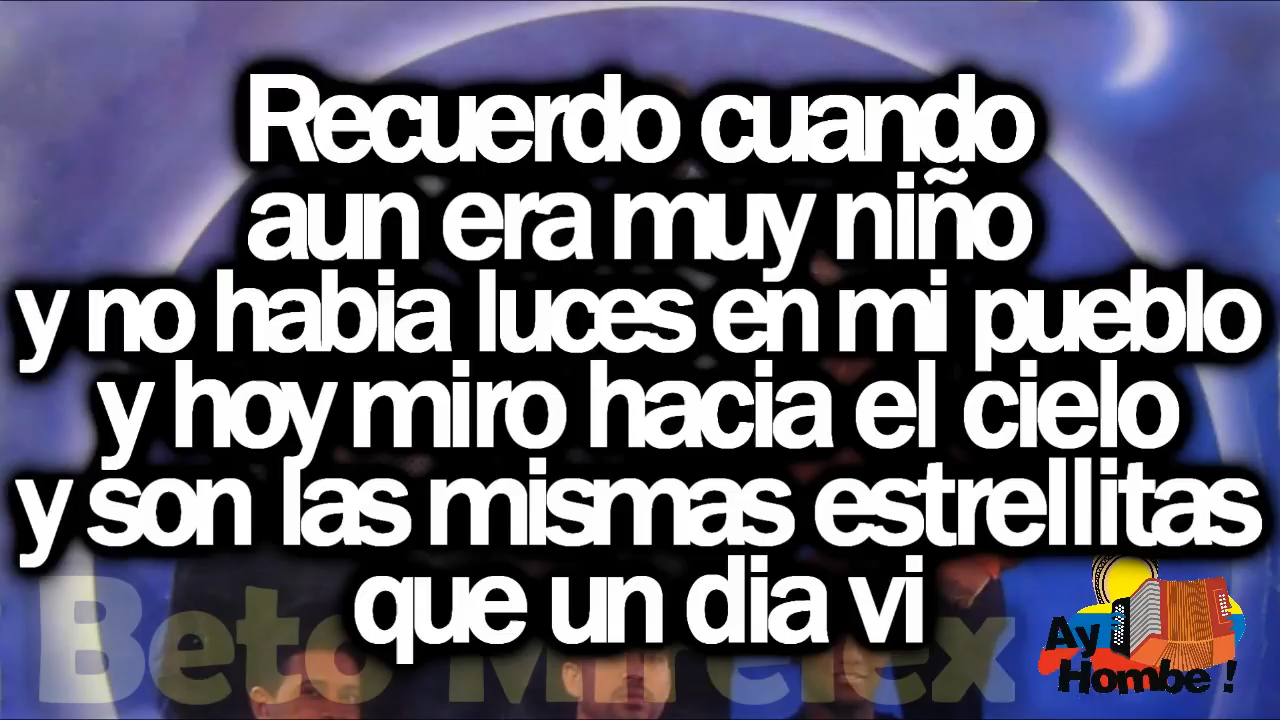 Recuerdo cuando
aun era muy niño
y no habia luces en mi pueblo
y hoy miro hacia el cielo
y son las mismas estrellitas
que un dia vi
Beto
Ay
Hombe !